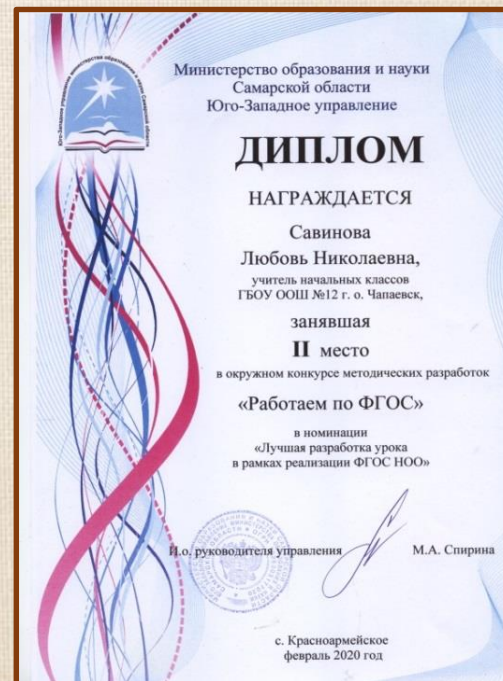 Министерство образования и науки
Самарской области
Юго-Западное управление
ДИПЛОМ
НАГРАЖДАЕТСЯ
Савинова
Любовь Николаевна,
учитель начальных классов
ГБОУ ООШ №12 г. о. Чапаевск,
занявшая
II место
в окружном конкурсе методических разработок
«Работаем по ФГОС»
в номинации
«Лучшая разработка урока
в рамках реализации ФГОС НОО»
И.о. руководителя управления М.А. Спирина
с. Красноармейское
февраль 2020 год